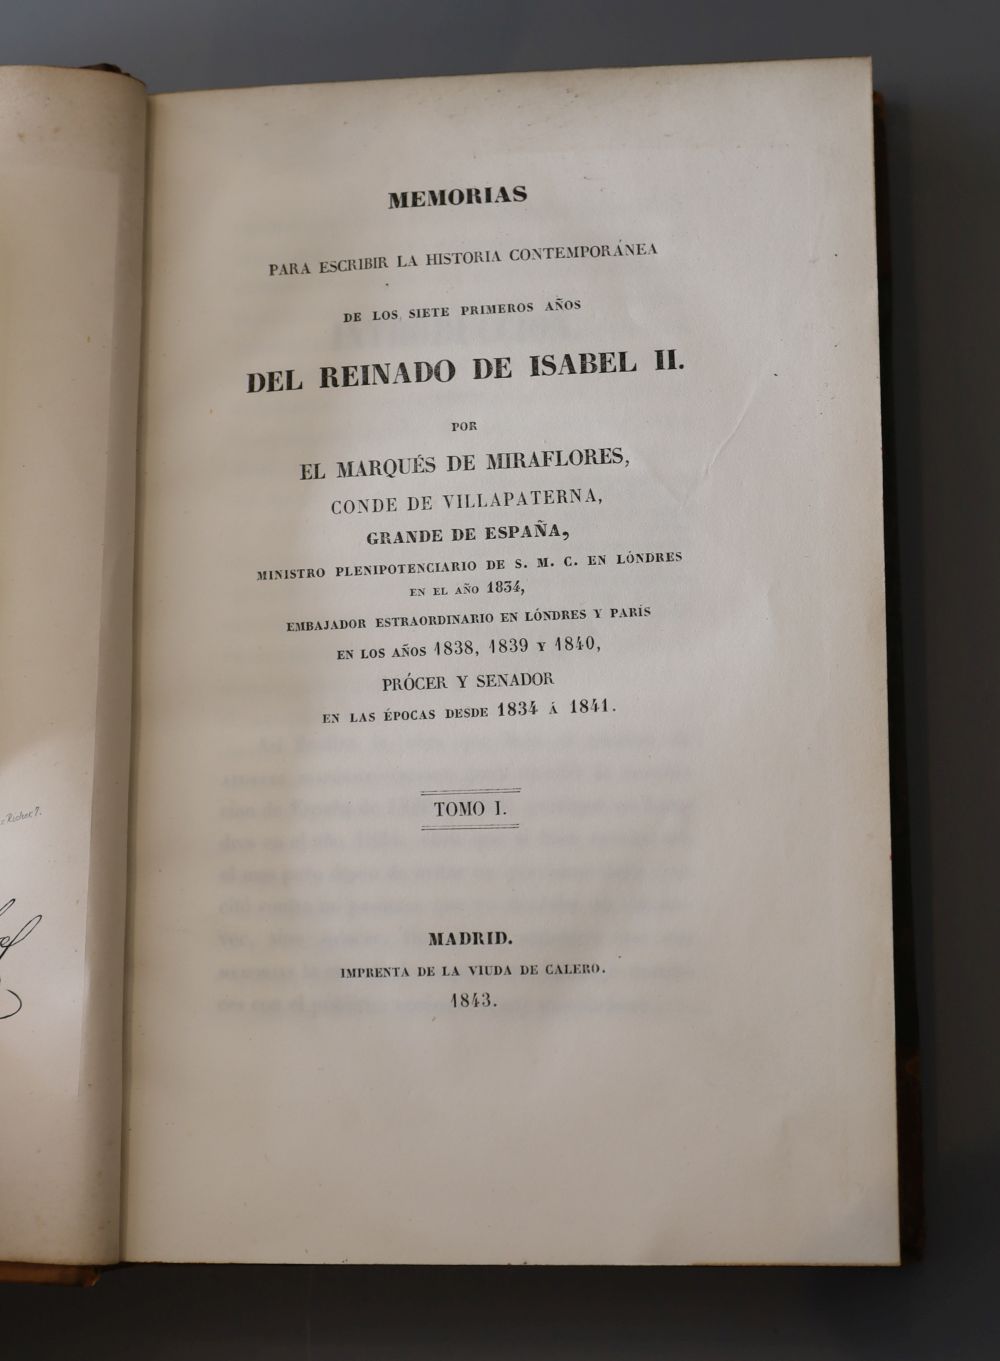 MEMORIAS
PARA ESCRIBIR LA HISTORIA CONTEMPORÁNEA
DE LOS SIETE PRIMEROS AÑOS
DEL REINADO DE ISABEL II.
POR
EL MARQUÉS DE MIRAFLORES,
CONDE DE VILLAPATERNA,
GRANDE DE ESPAÑA,
MINISTRO PLENIPOTENCIARIO DE S. M. C. EN LÓNDRES
EN EL AÑO 1834,
EMBAJADOR ESTRAORDINARIO EN LÓNDRES Y PARÍS
EN LOS AÑOS 1838, 1839 Y 1840,
PRÓCER Y SENADOR
EN LAS ÉPOCAS DESDE 1834 Á 1841.
TOMO I.
MADRID.
IMPRENTA DE LA VIUDA DE CALERO.
1843.